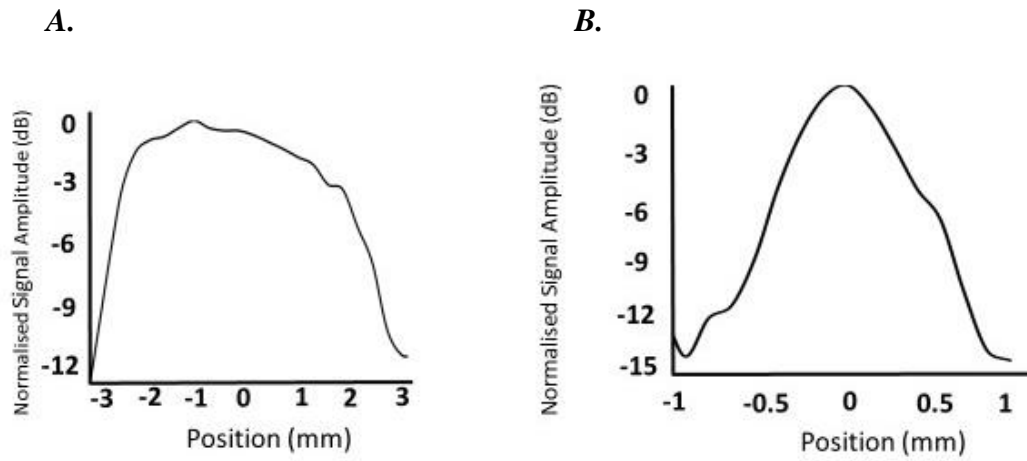 A.
B.
Normalised Signal Amplitude (dB)
0
-3
-6
-9
-12
-3 -2 -1 0 1 2 3
Position (mm)
Normalised Signal Amplitude (dB)
0
-3
-6
-9
-12
-15
-1 -0.5 0 0.5 1
Position (mm)